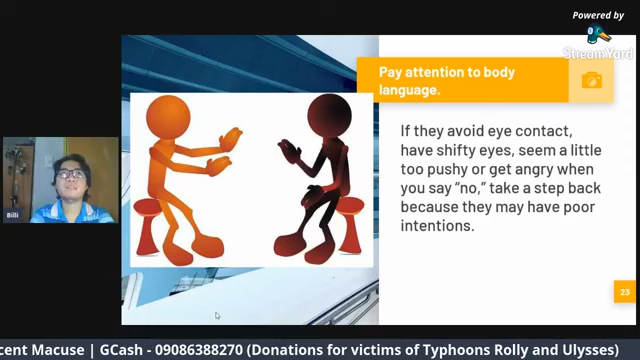 Powered by
StreamYard
Pay attention to body
language.
If they avoid eye contact,
have shifty eyes, seem a little
too pushy or get angry when
you say “no,” take a step back
because they may have poor
intentions.
Billi
23
cent Macuse | GCash - 09086388270 (Donations for victims of Typhoons Rolly and Ulysses)